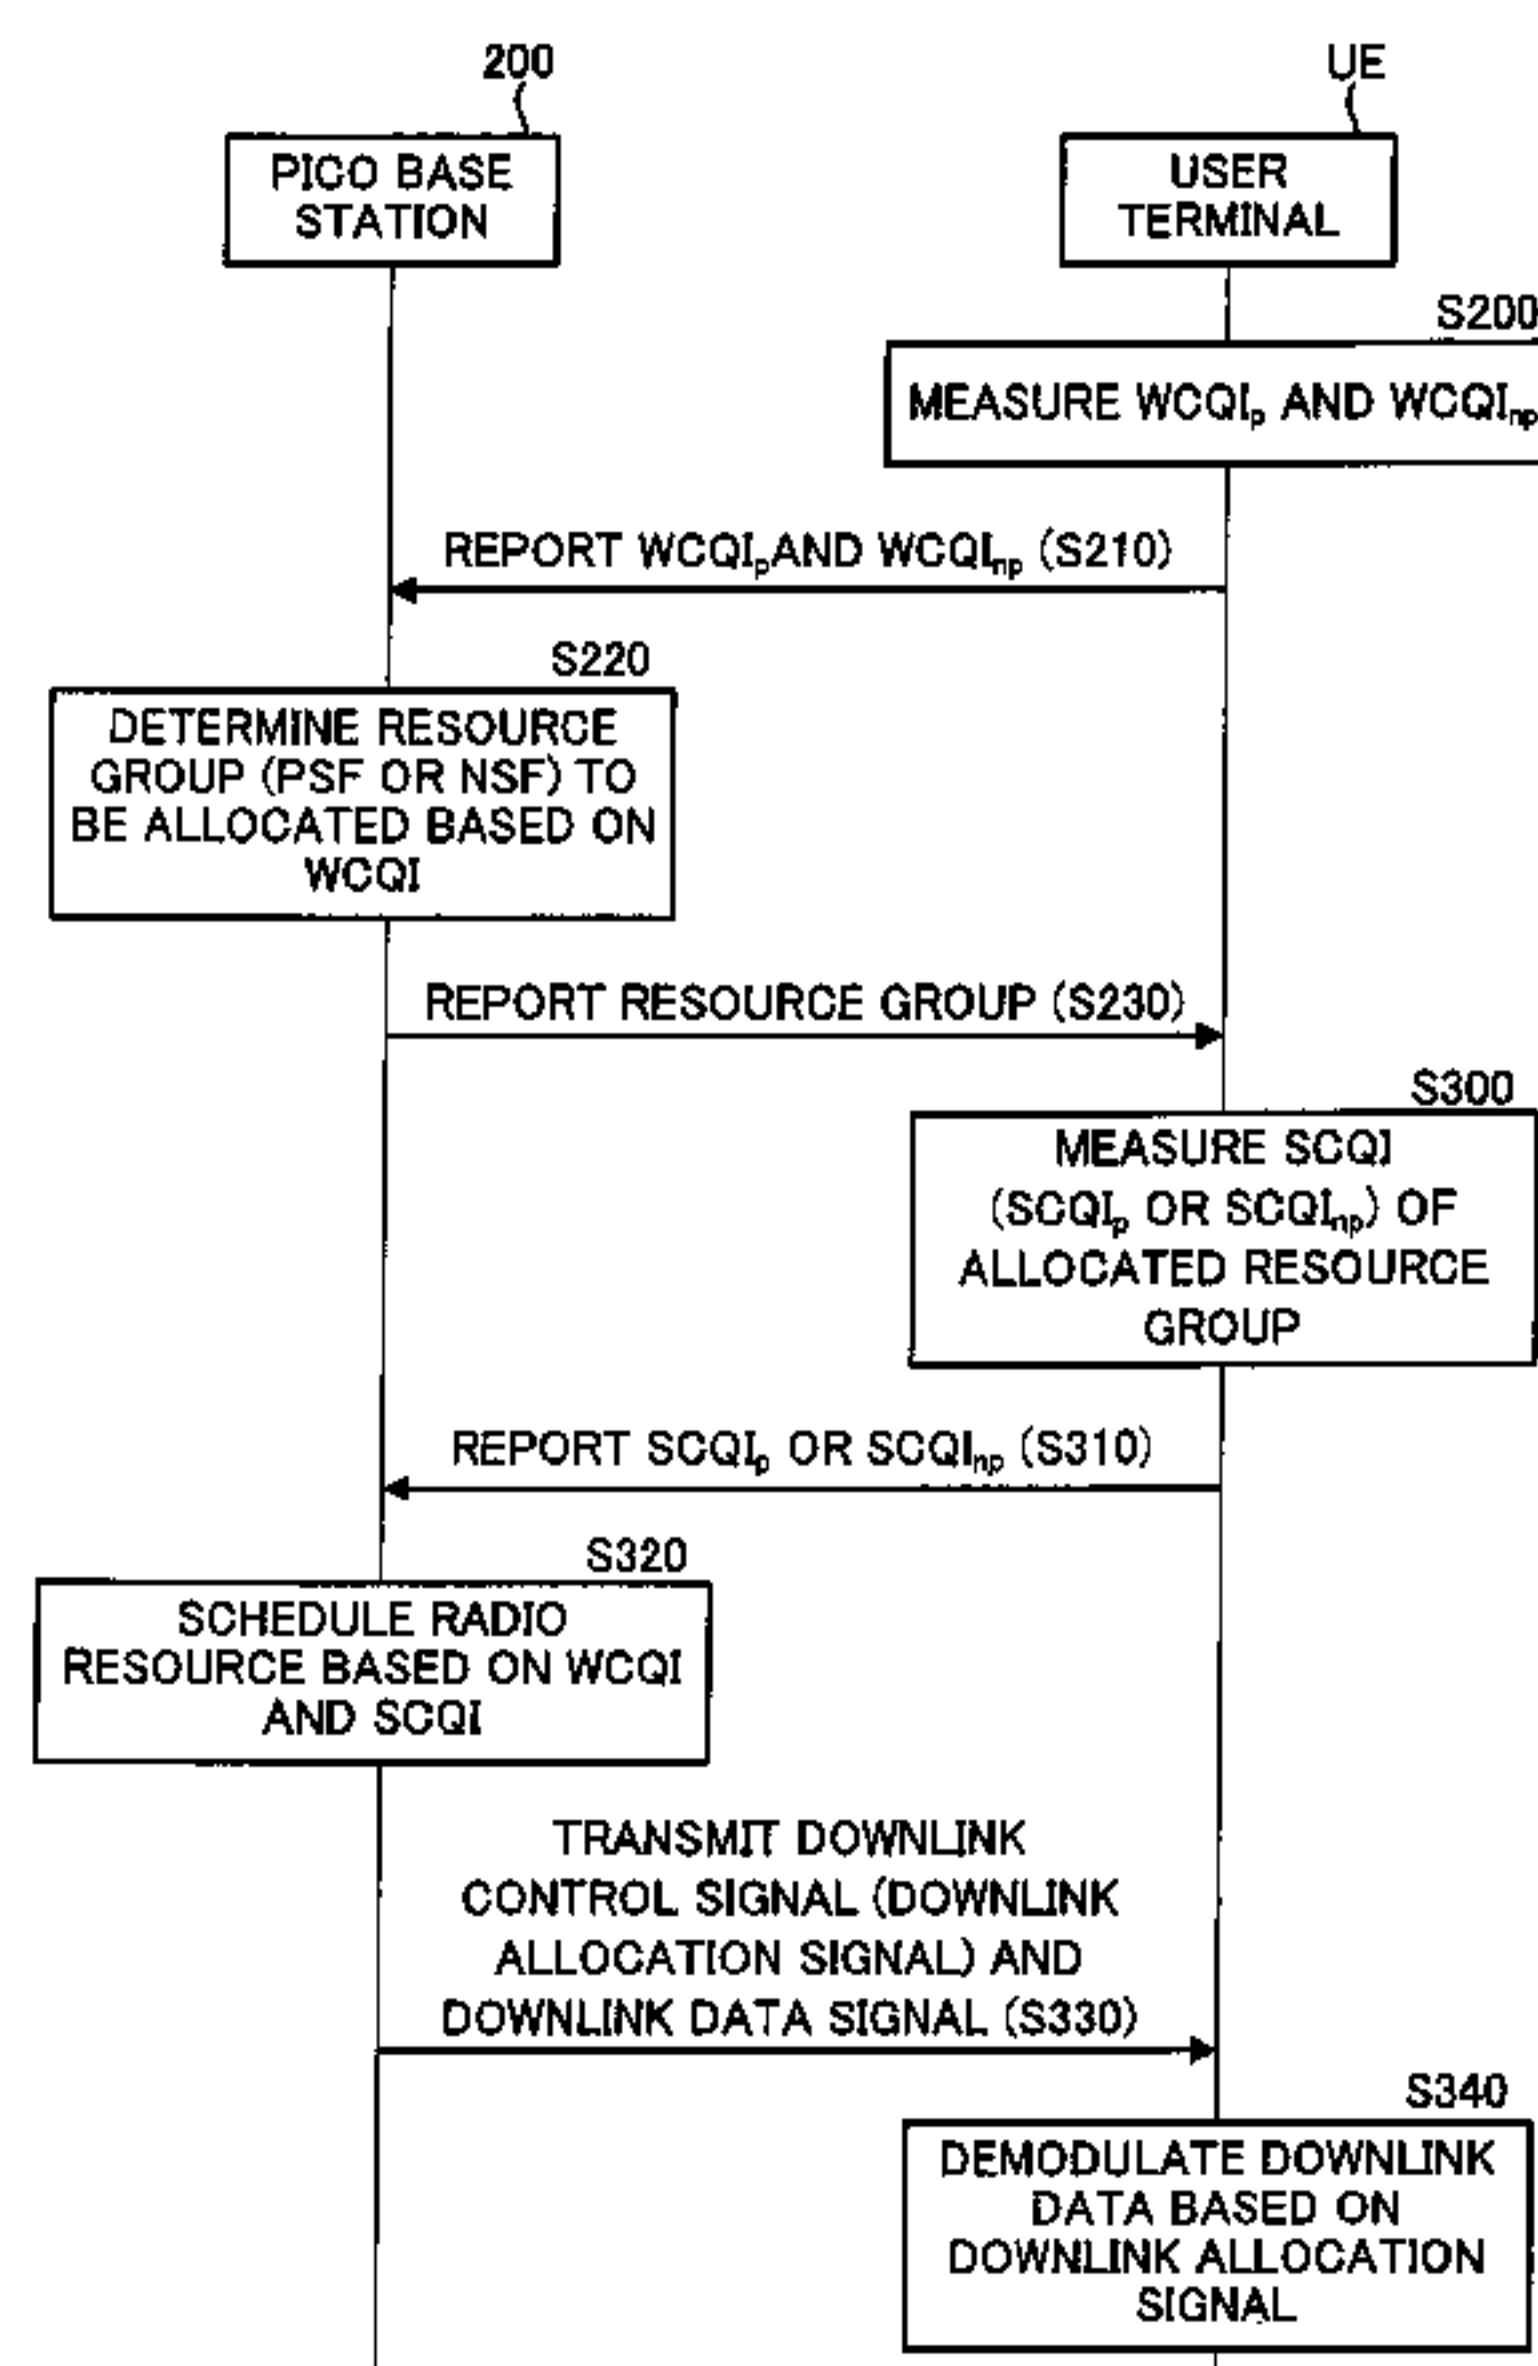 200
UE
PICO BASE
STATION
USER
TERMINAL
S200
MEASURE WCQIp AND WCQInp
REPORT WCQIpAND WCQInp (S210)
S220
DETERMINE RESOURCE
GROUP (PSF OR NSF) TO
BE ALLOCATED BASED ON
WCQI
REPORT RESOURCE GROUP (S230)
S300
MEASURE SCQI
(SCQIp OR SCQInp) OF
ALLOCATED RESOURCE
GROUP
REPORT SCQIp OR SCQInp (S310)
S320
SCHEDULE RADIO
RESOURCE BASED ON WCQI
AND SCQI
TRANSMIT DOWNLINK
CONTROL SIGNAL (DOWNLINK
ALLOCATION SIGNAL) AND
DOWNLINK DATA SIGNAL (S330)
S340
DEMODULATE DOWNLINK
DATA BASED ON
DOWNLINK ALLOCATION
SIGNAL